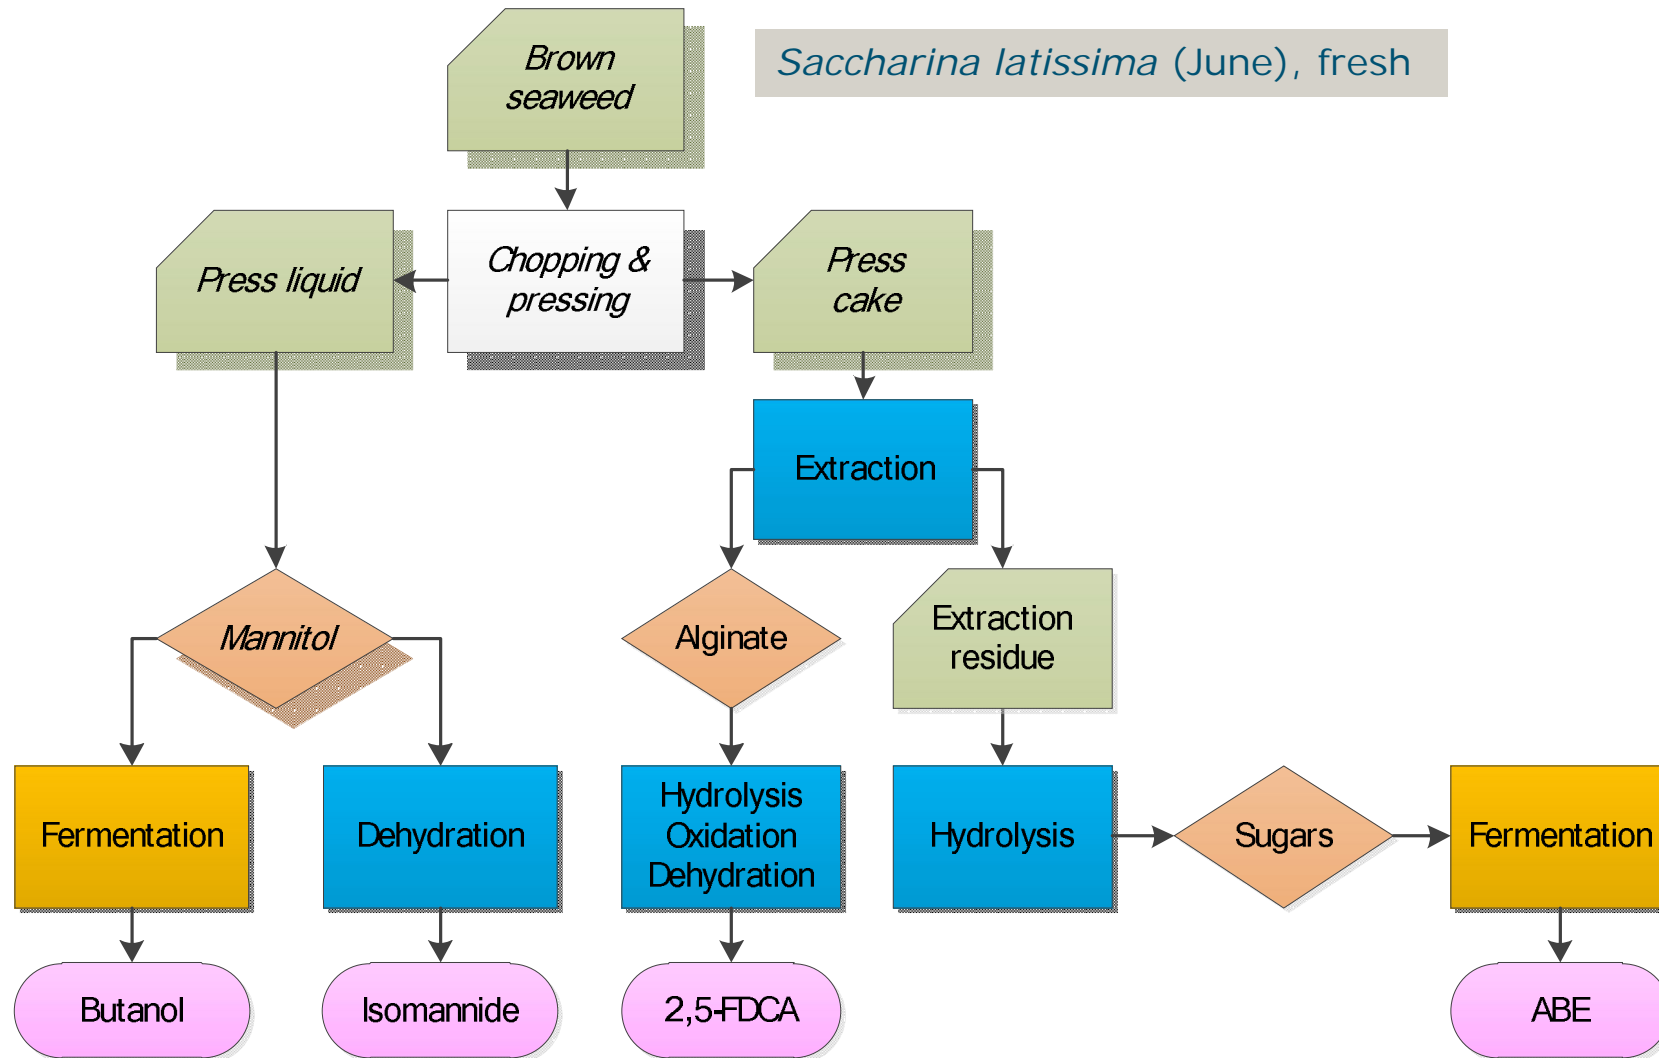 Brown
seaweed
Saccharina latissima (June), fresh
Press liquid
Chopping &
pressing
Press
cake
Extraction
Mannitol
Alginate
Extraction
residue
Fermentation
Dehydration
Hydrolysis
Oxidation
Dehydration
Hydrolysis
Sugars
Fermentation
Butanol
Isomannide
2,5-FDCA
ABE